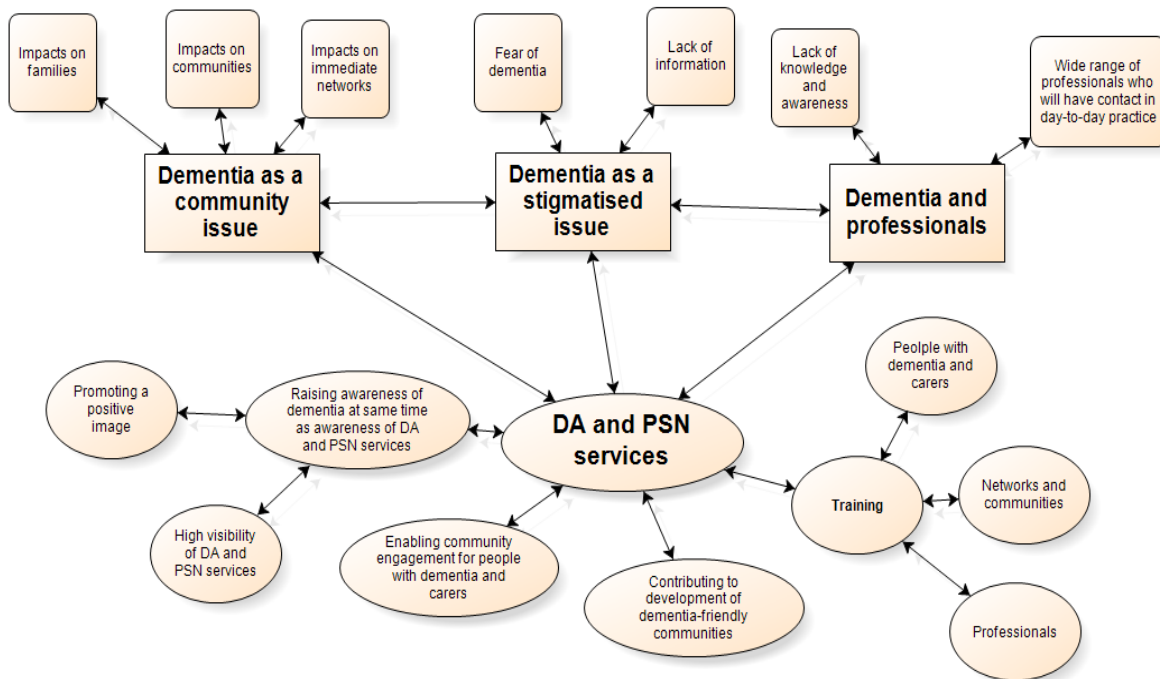 Impacts on
families
Impacts on
communities
Impacts on
immediate
networks
Fear of
dementia
Lack of
information
Lack of
knowledge
and
awareness
Wide range of
professionals who
will have contact in
day-to-day practice
Dementia as a
community
issue
Dementia as a
stigmatised
issue
Dementia and
professionals
Peolple with
dementia and
carers
Promoting a
positive
image
Raising awareness of
dementia at same time
as awareness of DA
and PSN services
DA and PSN
services
Training
Networks and
communities
High visibility
of DA and
PSN services
Enabling community
engagement for people
with dementia and
carers
Contributing to
development of
dementia-friendly
communities
Professionals